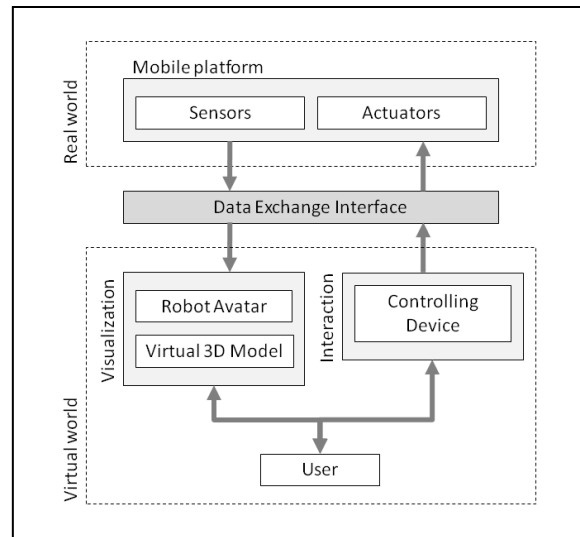 Real world
Mobile platform
Sensors
Actuators
Data Exchange Interface
Virtual world
Visualization
Robot Avatar
Virtual 3D Model
Interaction
Controlling
Device
User